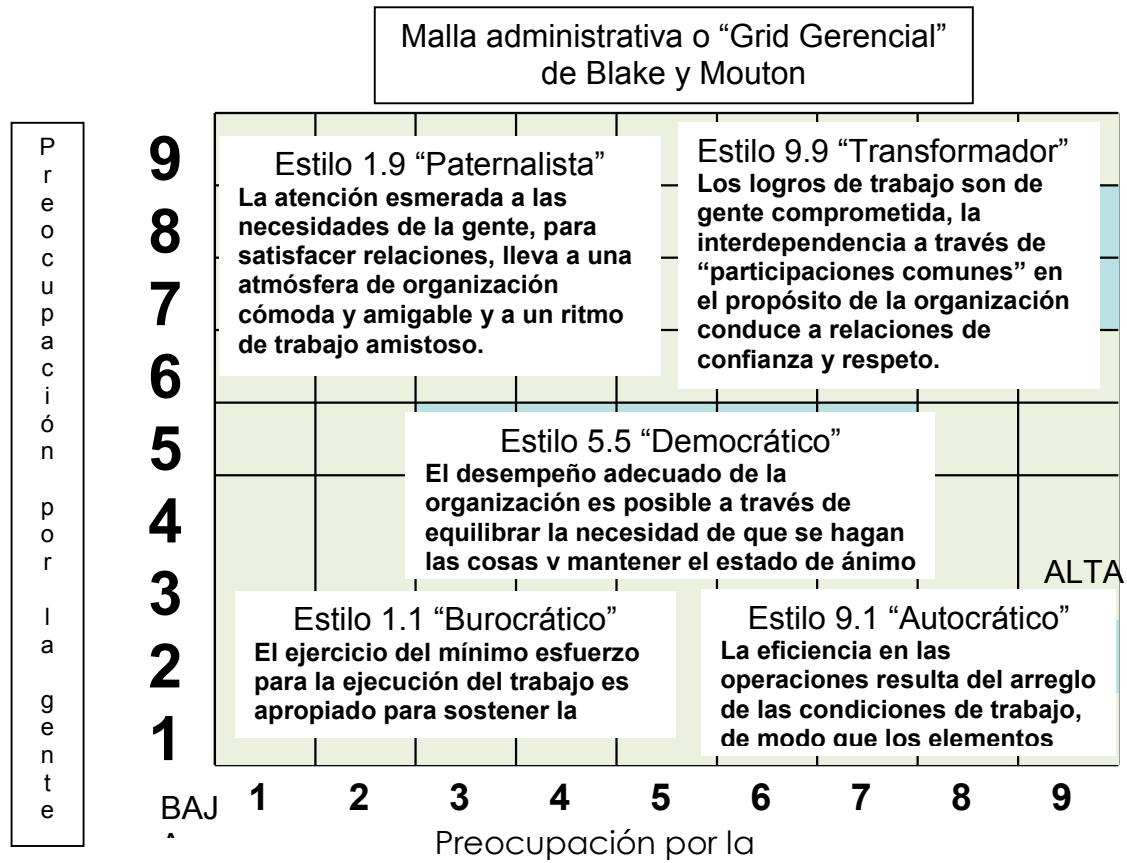 Malla administrativa o “Grid Gerencial”
de Blake y Mouton
Preocupación por la gente
9
8
7
6
5
4
3
2
1
Estilo 1.9 “Paternalista”
La atención esmerada a las
necesidades de la gente, para
satisfacer relaciones, lleva a una
atmósfera de organización
cómoda y amigable y a un ritmo
de trabajo amistoso.
Estilo 9.9 “Transformador”
Los logros de trabajo son de
gente comprometida, la
interdependencia a través de
“participaciones comunes” en
el propósito de la organización
conduce a relaciones de
confianza y respeto.
Estilo 5.5 “Democrático”
El desempeño adecuado de la
organización es posible a través de
equilibrar la necesidad de que se hagan
las cosas y mantener el estado de ánimo
ALTA
Estilo 1.1 “Burocrático”
El ejercicio del mínimo esfuerzo
para la ejecución del trabajo es
apropiado para sostener la
Estilo 9.1 “Autocrático”
La eficiencia en las
operaciones resulta del arreglo
de las condiciones de trabajo,
de modo que los elementos
BAJ
1 2 3 4 5 6 7 8 9
Preocupación por la